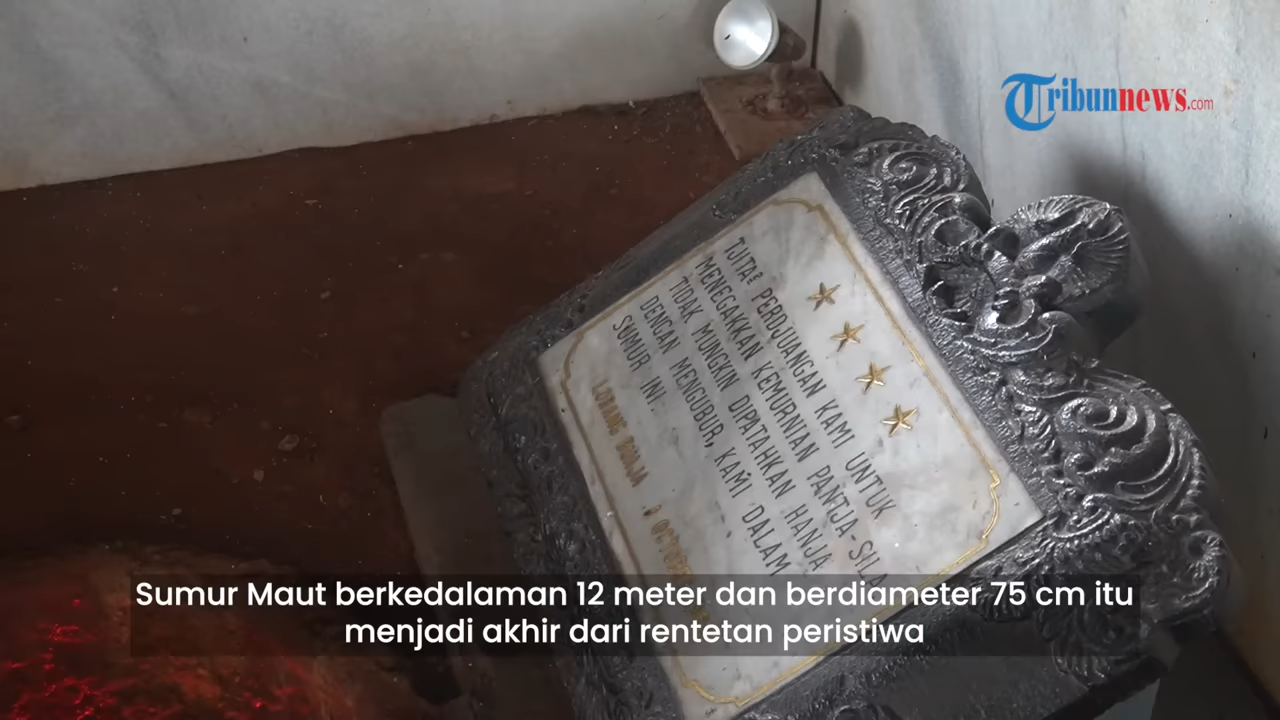 Tribunnews.com
TJITA² PERDJUANGAN KAMI UNTUK
MENEGAKKAN KEMURNIAN PANTJA-SILA
TIDAK MUNGKIN DIPATAHKAN HANJA
DENGAN MENGUBUR, KAMI DALAM
SUMUR INI.
LOBANG BUAJA
Sumur Maut berkedalaman 12 meter dan berdiameter 75 cm itu
menjadi akhir dari rentetan peristiwa